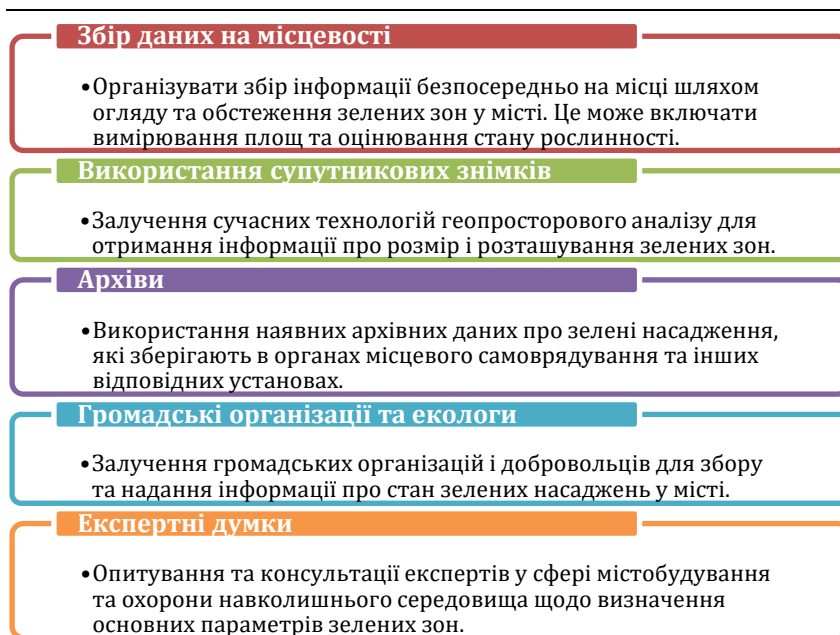 Збір даних на місцевості
•Організувати збір інформації безпосередньо на місці шляхом
огляду та обстеження зелених зон у місті. Це може включати
вимірювання площ та оцінювання стану рослинності.
Використання супутникових знімків
•Залучення сучасних технологій геопросторового аналізу для
отримання інформації про розмір і розташування зелених зон.
Архіви
•Використання наявних архівних даних про зелені насадження,
які зберігають в органах місцевого самоврядування та інших
відповідних установах.
Громадські організації та екологи
•Залучення громадських організацій і добровольців для збору
та надання інформації про стан зелених насаджень у місті.
Експертні думки
•Опитування та консультації експертів у сфері містобудування
та охорони навколишнього середовища щодо визначення
основних параметрів зелених зон.